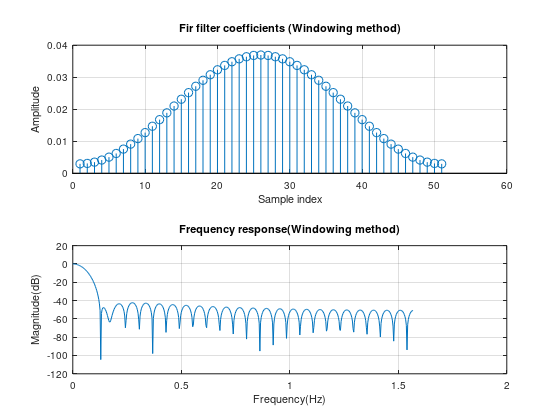 Fir filter coefficients (Windowing method)
0.04
0.03
0.02
0.01
0
Amplitude
0 10 20 30 40 50 60
Sample index
Frequency response(Windowing method)
20
0
-20
-40
-60
-80
-100
-120
Magnitude(dB)
0 0.5 1 1.5 2
Frequency(Hz)